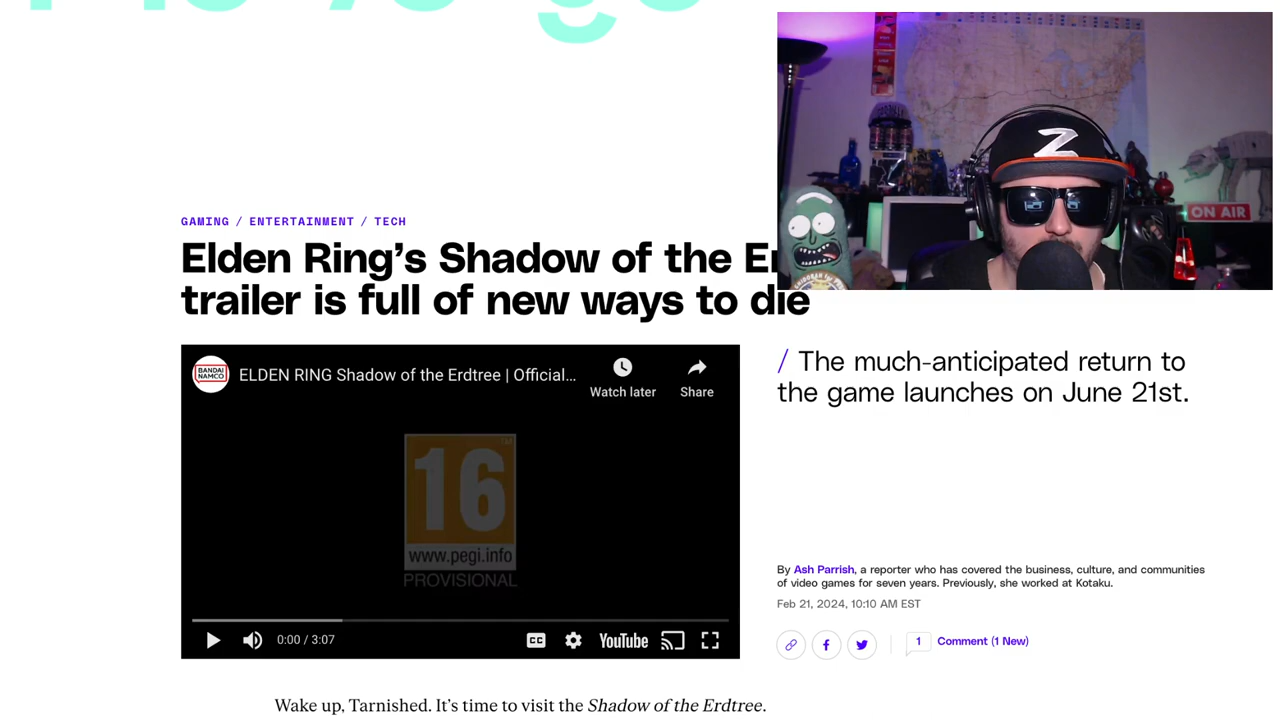 GAMING / ENTERTAINMENT / TECH
Elden Ring’s Shadow of the
trailer is full of new ways to die
BANDAI
NAMCO
ELDEN RING Shadow of the Erdtree | Official...
Watch later
Share
16
www.pegi.info
PROVISIONAL
0:00 / 3:07
CC
YouTube
/ The much-anticipated return to
the game launches on June 21st.
By Ash Parrish, a reporter who has covered the business, culture, and communities
of video games for seven years. Previously, she worked at Kotaku.
Feb 21, 2024, 10:10 AM EST
1
Comment (1 New)
Wake up, Tarnished. It’s time to visit the Shadow of the Erdtree.
Z
ON AIR